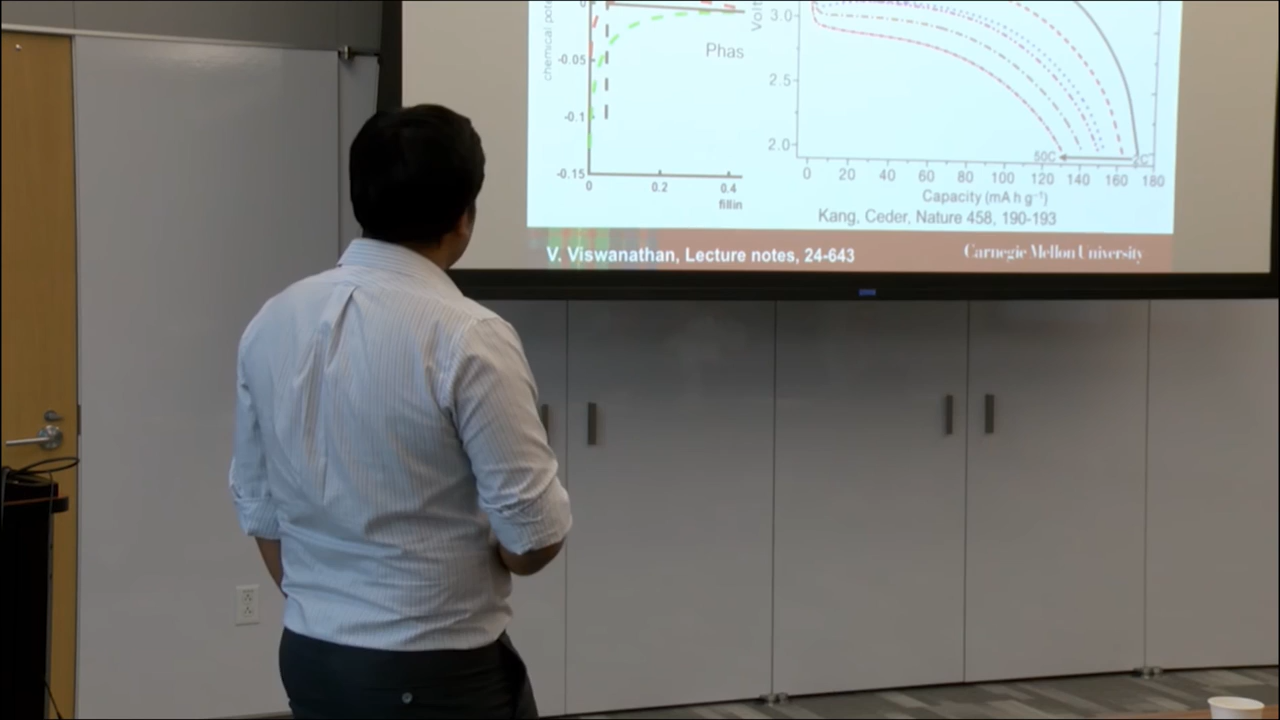 chemical pote
0
-0.05
-0.1
-0.15
0 0.2 0.4
fillin
Phas
Volt
3.0
2.5
2.0
50C 2C
0 20 40 60 80 100 120 140 160 180
Capacity (mA h g⁻¹)
Kang, Ceder, Nature 458, 190-193
V. Viswanathan, Lecture notes, 24-643
Carnegie Mellon University